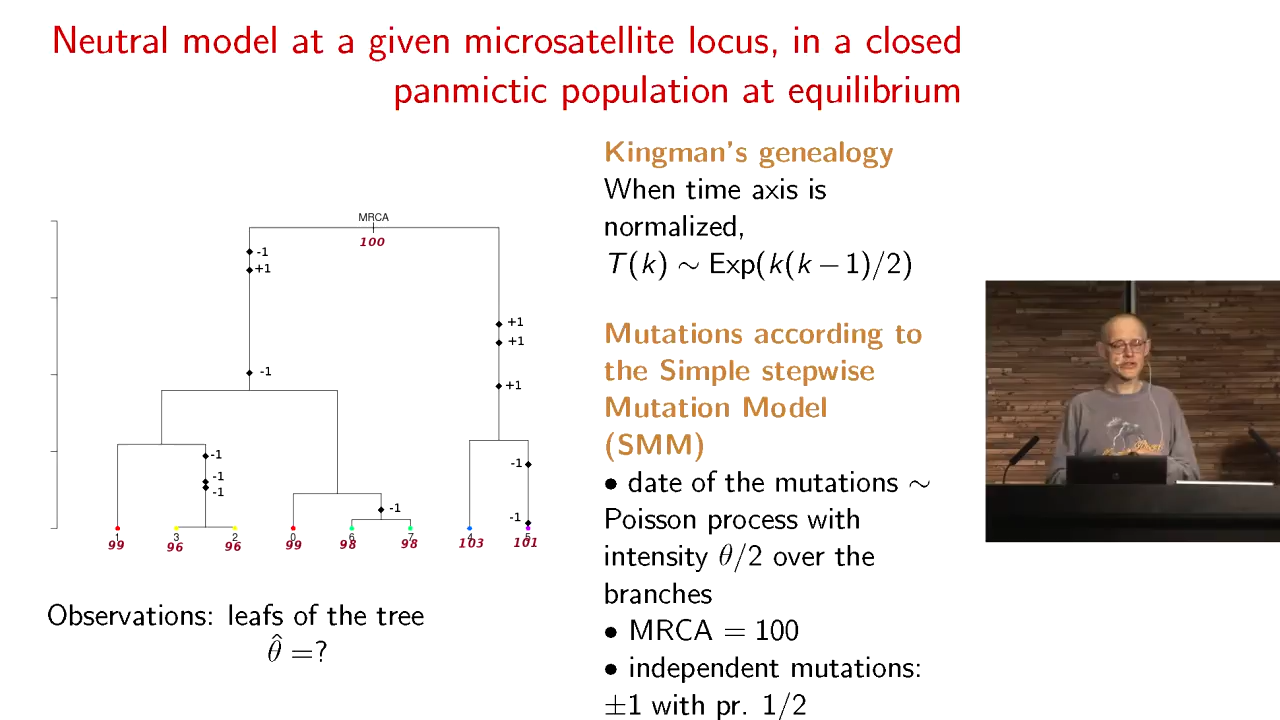 Neutral model at a given microsatellite locus, in a closed
panmictic population at equilibrium
MRCA
100
-1
+1
-1
+1
+1
+1
-1
-1
-1
-1
-1
-1
1 3 2 0 6 7 4 5
99 96 96 99 98 98 103 101
Observations: leafs of the tree
θ̂ =?
Kingman's genealogy
When time axis is
normalized,
T(k) ∼ Exp(k(k − 1)/2)
Mutations according to
the Simple stepwise
Mutation Model
(SMM)
• date of the mutations ∼
Poisson process with
intensity θ/2 over the
branches
• MRCA = 100
• independent mutations:
±1 with pr. 1/2